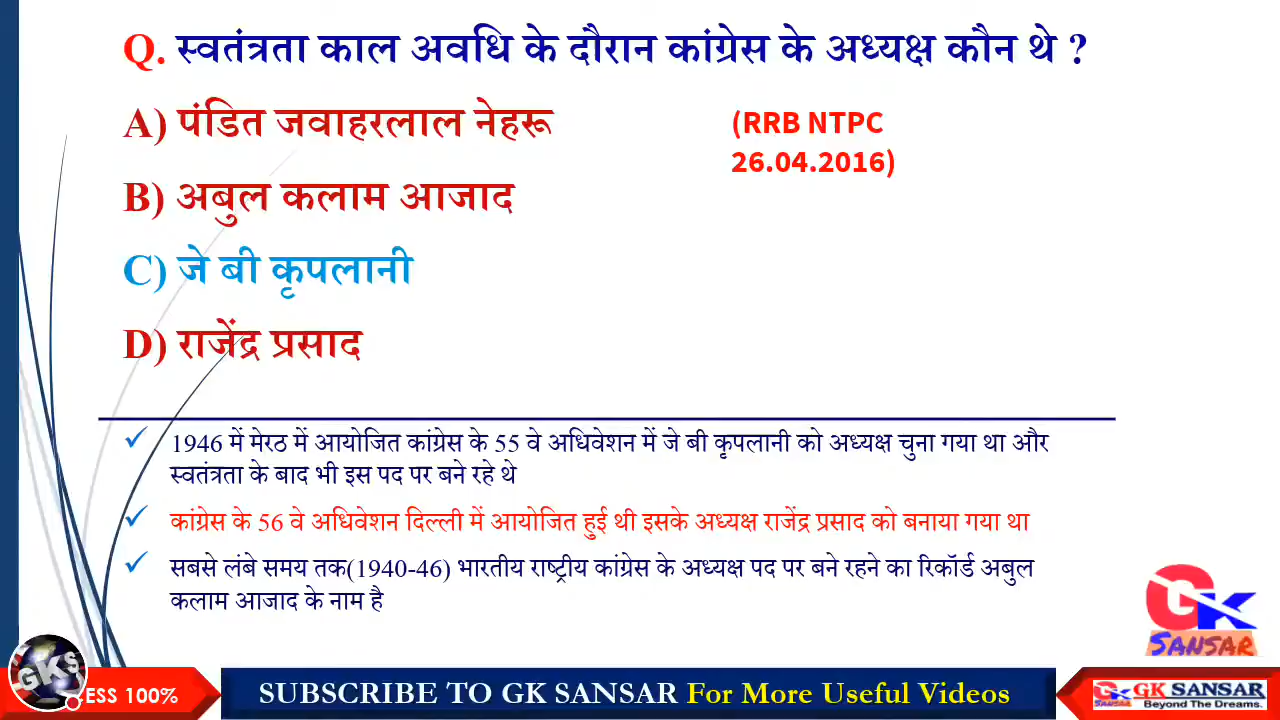 Q. स्वतंत्रता काल अवधि के दौरान कांग्रेस के अध्यक्ष कौन थे ?
A) पंडित जवाहरलाल नेहरू
(RRB NTPC
26.04.2016)
B) अबुल कलाम आजाद
C) जे बी कृपलानी
D) राजेंद्र प्रसाद
1946 में मेरठ में आयोजित कांग्रेस के 55 वे अधिवेशन में जे बी कृपलानी को अध्यक्ष चुना गया था और
स्वतंत्रता के बाद भी इस पद पर बने रहे थे
कांग्रेस के 56 वे अधिवेशन दिल्ली में आयोजित हुई थी इसके अध्यक्ष राजेंद्र प्रसाद को बनाया गया था
सबसे लंबे समय तक(1940-46) भारतीय राष्ट्रीय कांग्रेस के अध्यक्ष पद पर बने रहने का रिकॉर्ड अबुल
कलाम आजाद के नाम है
GK
SANSAR
GKS
ESS 100%
SUBSCRIBE TO GK SANSAR For More Useful Videos
GK SANSAR
GK SANSAR
Beyond The Dreams.